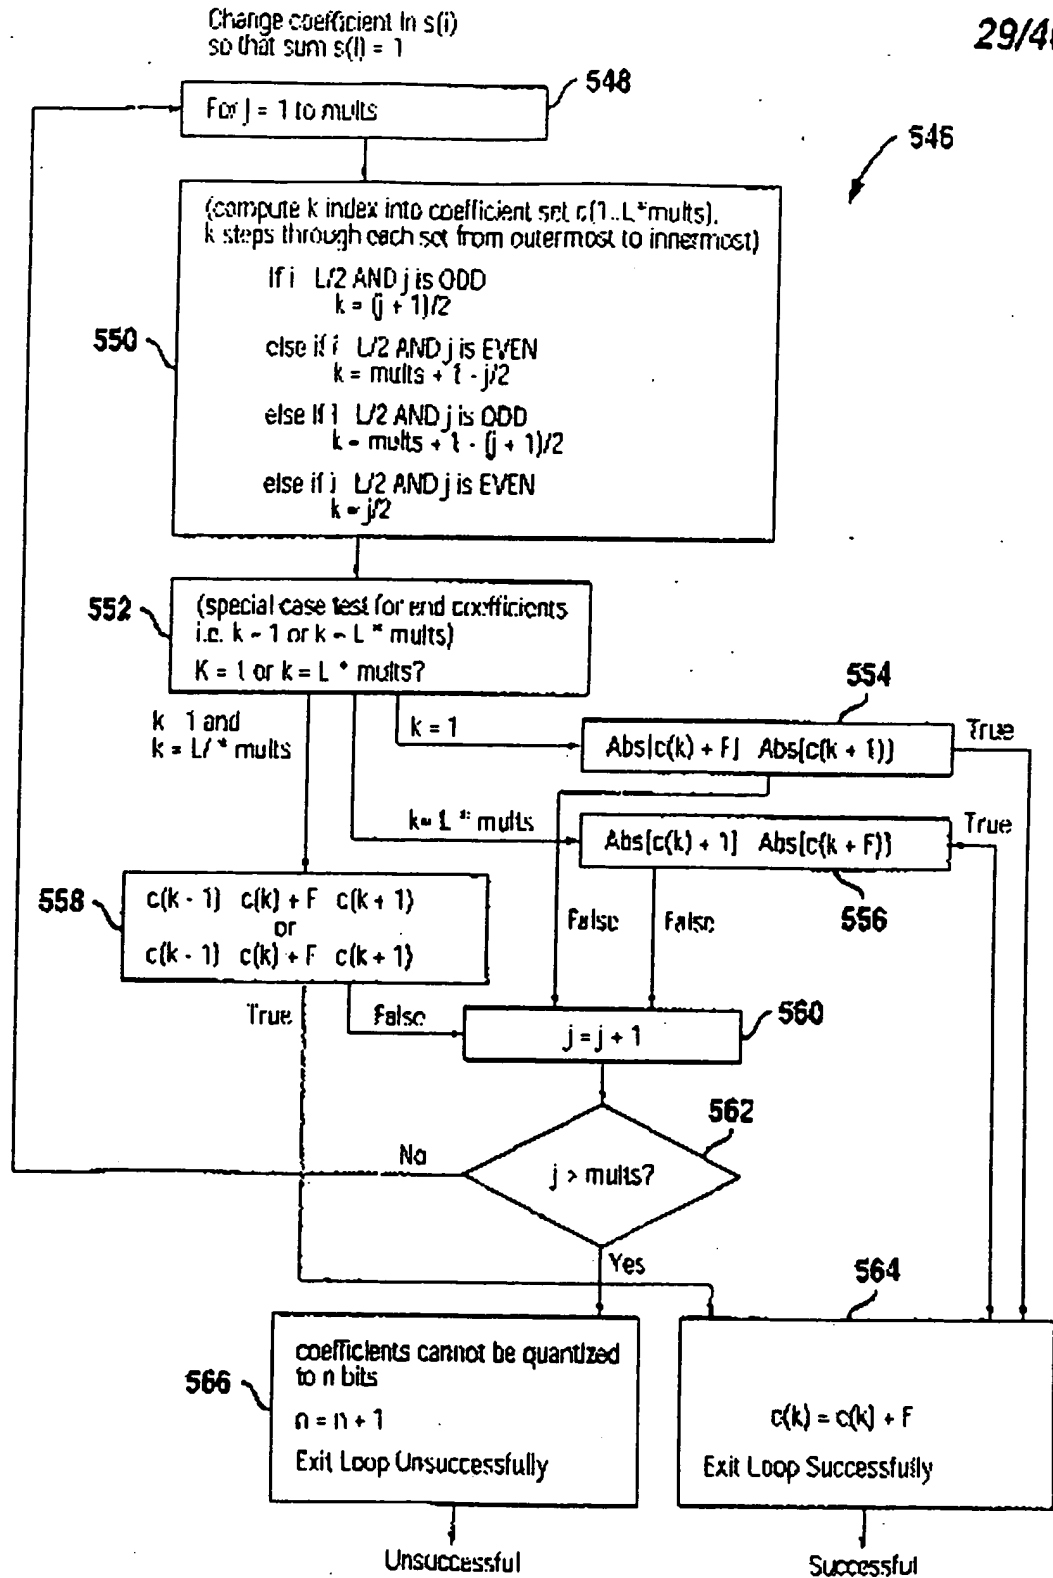 Change coefficient in s(i)
so that sum s(i) = 1
29/4
548
For j = 1 to mults
546
(compute k index into coefficient set c(1..L*mults).
k steps through each set from outermost to innermost)
If i L/2 AND j is ODD
k = (j + 1)/2
else if i L/2 AND j is EVEN
k = mults + 1 - j/2
else if i L/2 AND j is ODD
k = mults + 1 - (j + 1)/2
else if i L/2 AND j is EVEN
k = j/2
550
552
(special case test for end coefficients
i.e. k = 1 or k = L * mults)
K = 1 or k = L * mults?
k 1 and
k = L/ * mults
k = 1
554
Abs[c(k) + F] Abs[c(k + 1)]
True
k = L * mults
Abs[c(k) + 1] Abs[c(k + F)]
True
556
558
c(k - 1) c(k) + F c(k + 1)
or
c(k - 1) c(k) + F c(k + 1)
False
False
True
False
560
j = j + 1
562
No
j > mults?
Yes
564
566
coefficients cannot be quantized
to n bits
n = n + 1
Exit Loop Unsuccessfully
c(k) = c(k) + F
Exit Loop Successfully
Unsuccessful
Successful